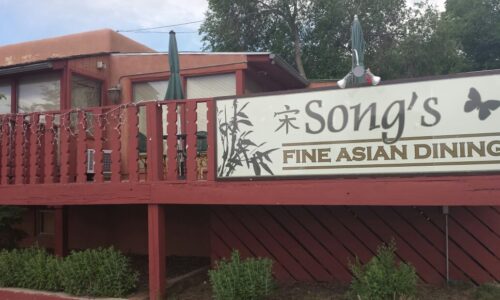 宋 Song's
FINE ASIAN DINING